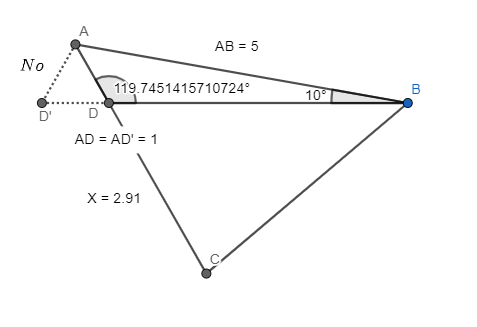 A
AB = 5
No
119.7451415710724°
10°
B
D'
D
AD = AD' = 1
X = 2.91
C